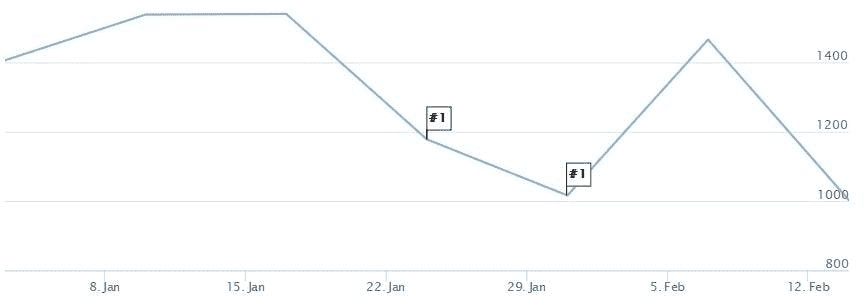 1400
#1
1200
#1
1000
800
8. Jan
15. Jan
22. Jan
29. Jan
5. Feb
12. Feb